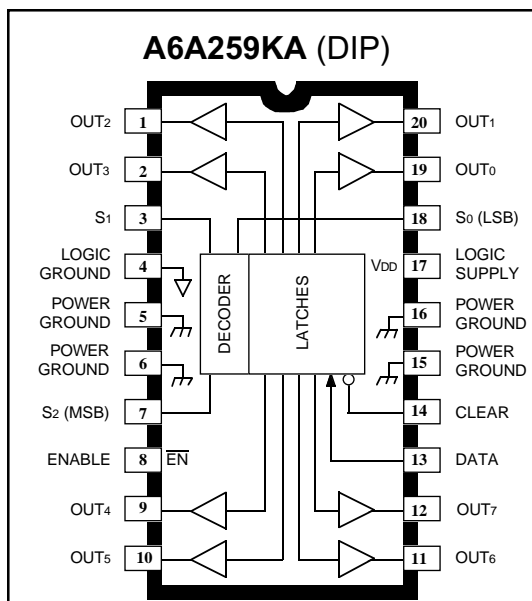 A6A259KA (DIP)
OUT2 1
OUT3 2
S1 3
LOGIC
GROUND 4
POWER
GROUND 5
POWER
GROUND 6
S2 (MSB) 7
ENABLE 8 EN
OUT4 9
OUT5 10
DECODER
LATCHES
20 OUT1
19 OUT0
18 S0 (LSB)
VDD 17 LOGIC
SUPPLY
16 POWER
GROUND
15 POWER
GROUND
14 CLEAR
13 DATA
12 OUT7
11 OUT6